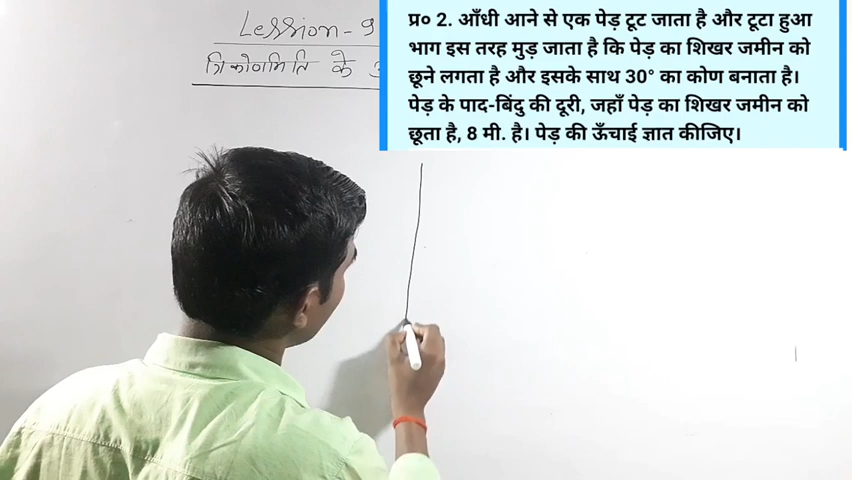 Lession - 9
त्रिकोणमिति के
प्र० 2. आँधी आने से एक पेड़ टूट जाता है और टूटा हुआ
भाग इस तरह मुड़ जाता है कि पेड़ का शिखर जमीन को
छूने लगता है और इसके साथ 30° का कोण बनाता है।
पेड़ के पाद-बिंदु की दूरी, जहाँ पेड़ का शिखर जमीन को
छूता है, 8 मी. है। पेड़ की ऊँचाई ज्ञात कीजिए।